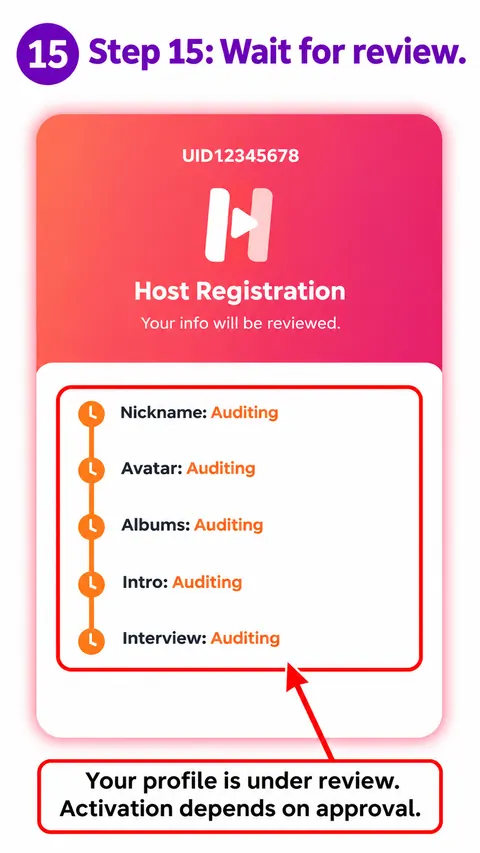 15 Step 15: Wait for review.
UID12345678
Host Registration
Your info will be reviewed.
Nickname: Auditing
Avatar: Auditing
Albums: Auditing
Intro: Auditing
Interview: Auditing
Your profile is under review.
Activation depends on approval.